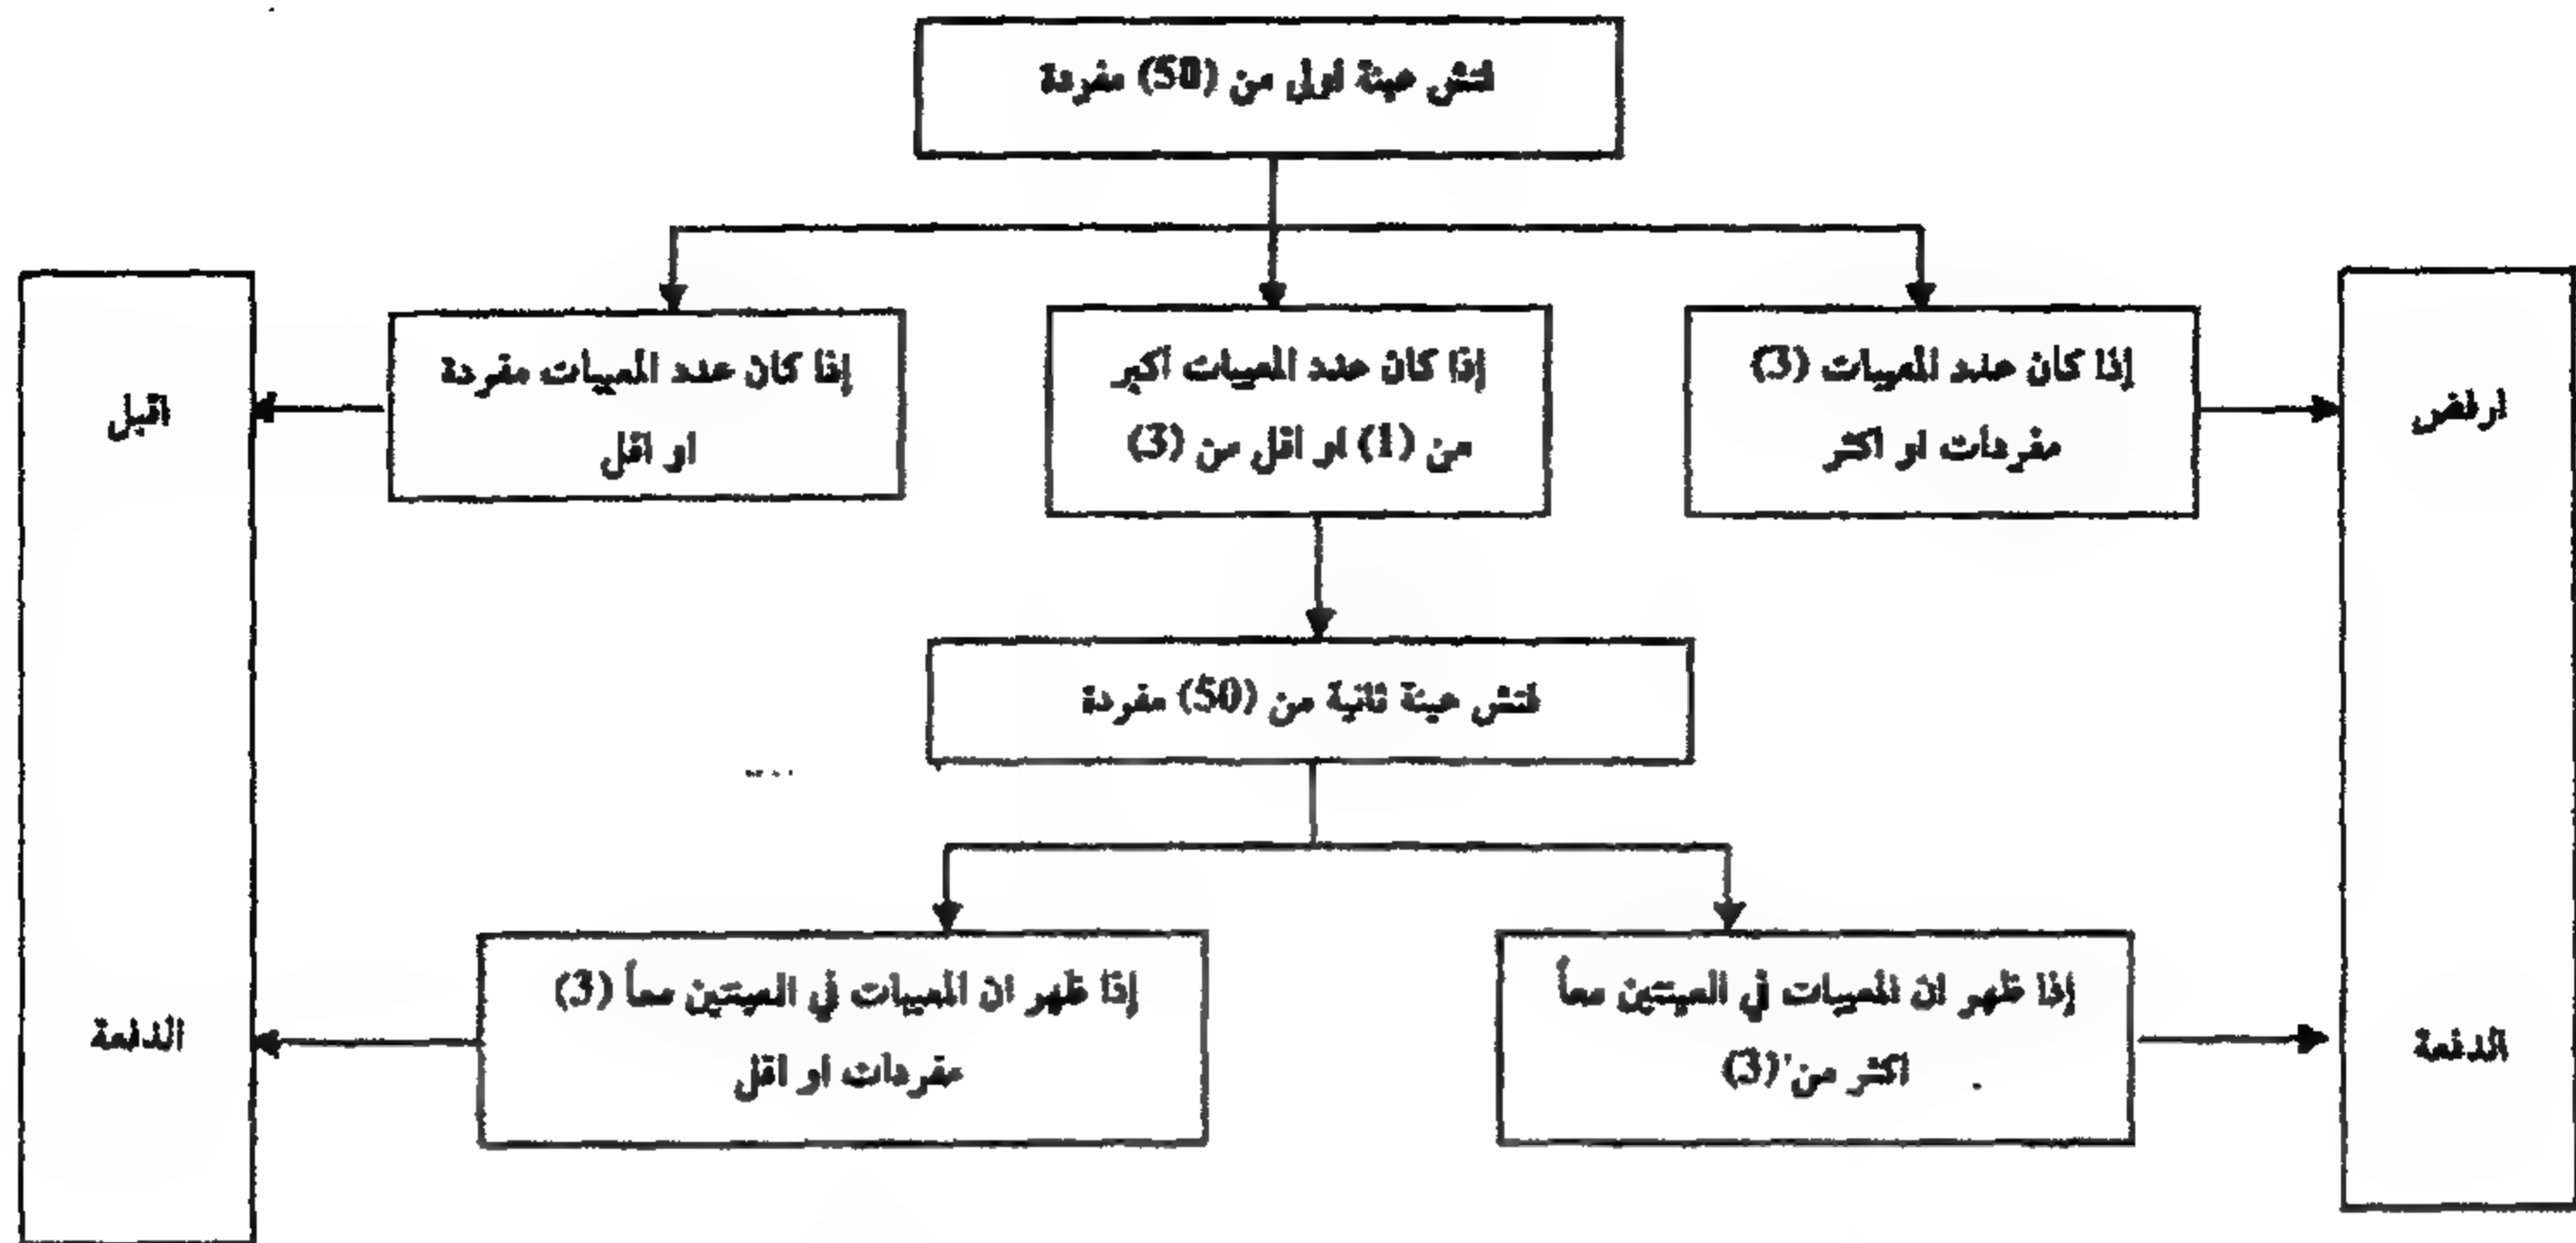 فتش عينة اولى من (50) مفردة
إذا كان عدد المعيبات (3)
مفردات او اكثر
إذا كان عدد المعيبات أكبر
من (1) او اقل من (3)
إذا كان عدد المعيبات مفردة
او اقل
ارفض
اقبل
فتش عينة ثانية من (50) مفردة
إذا ظهر ان المعيبات في العينتين معاً
اكثر من (3)
إذا ظهر ان المعيبات في العينتين معاً (3)
مفردات او اقل
الدفعة
الدفعة